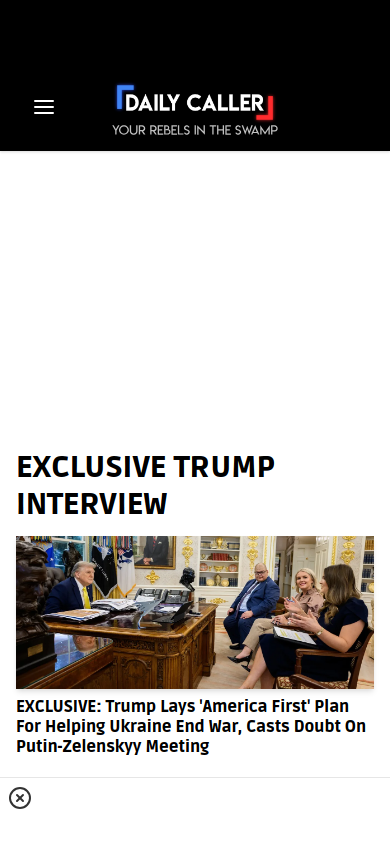 DAILY CALLER
YOUR REBELS IN THE SWAMP
EXCLUSIVE TRUMP
INTERVIEW
EXCLUSIVE: Trump Lays 'America First' Plan
For Helping Ukraine End War, Casts Doubt On
Putin-Zelenskyy Meeting